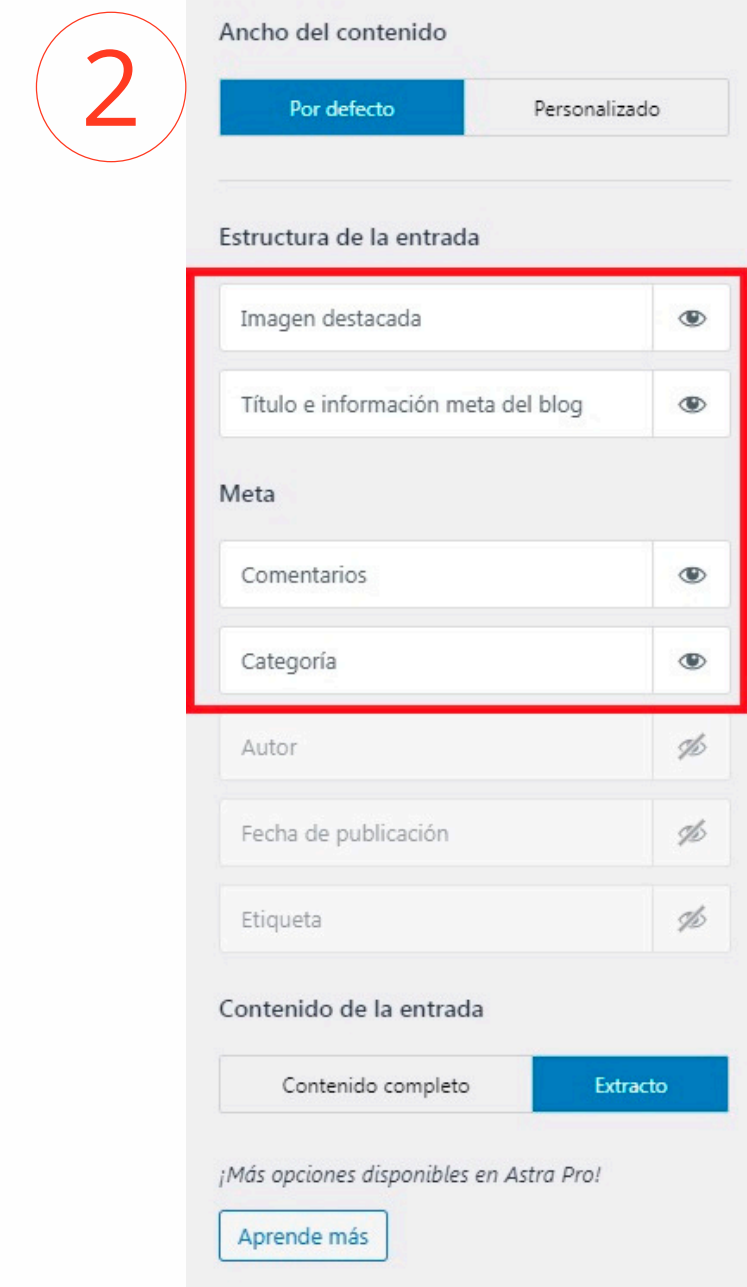 2
Ancho del contenido
Por defecto
Personalizado
Estructura de la entrada
Imagen destacada
Título e información meta del blog
Meta
Comentarios
Categoría
Autor
Fecha de publicación
Etiqueta
Contenido de la entrada
Contenido completo
Extracto
¡Más opciones disponibles en Astra Pro!
Aprende más